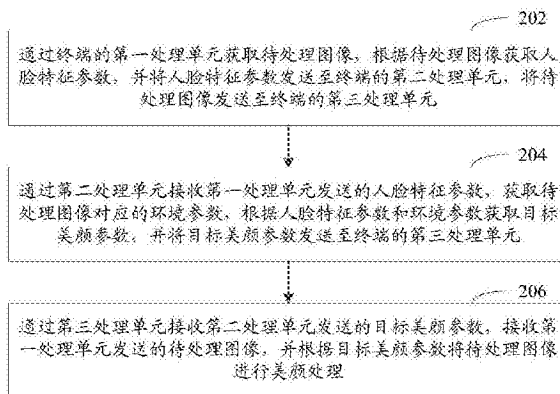 202
通过终端的第一处理单元获取待处理图像，根据待处理图像获取人
脸特征参数，并将人脸特征参数发送至终端的第二处理单元，将待
处理图像发送至终端的第三处理单元
204
通过第二处理单元接收第一处理单元发送的人脸特征参数，获取待
处理图像对应的环境参数，根据人脸特征参数和环境参数获取目标
美颜参数，并将目标美颜参数发送至终端的第三处理单元
206
通过第三处理单元接收第二处理单元发送的目标美颜参数，接收第
一处理单元发送的待处理图像，并根据目标美颜参数将待处理图像
进行美颜处理